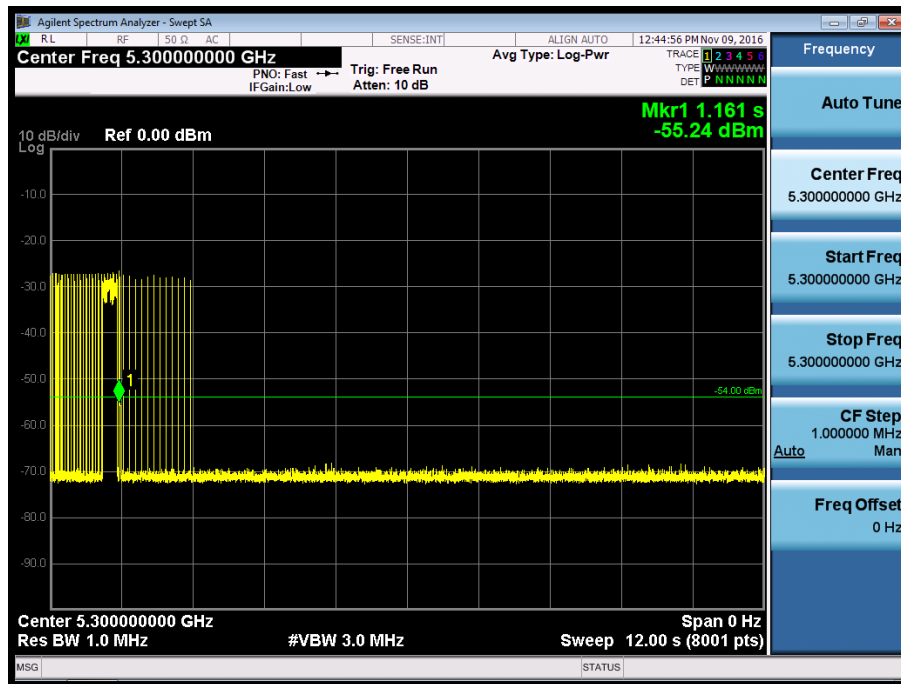 Agilent Spectrum Analyzer - Swept SA
LXI RL RF 50 Ω AC SENSE:INT ALIGN AUTO 12:44:56 PM Nov 09, 2016
Center Freq 5.300000000 GHz
PNO: Fast
IFGain:Low
Trig: Free Run
Atten: 10 dB
Avg Type: Log-Pwr
TRACE 1 2 3 4 5 6
TYPE WWWWWW
DET P N N N N N
Mkr1 1.161 s
-55.24 dBm
10 dB/div Ref 0.00 dBm
Log
-10.0
-20.0
-30.0
-40.0
-50.0
1
-54.00 dBm
-60.0
-70.0
-80.0
-90.0
Center 5.300000000 GHz Span 0 Hz
Res BW 1.0 MHz #VBW 3.0 MHz Sweep 12.00 s (8001 pts)
MSG STATUS
Frequency
Auto Tune
Center Freq
5.300000000 GHz
Start Freq
5.300000000 GHz
Stop Freq
5.300000000 GHz
CF Step
1.000000 MHz
Auto Man
Freq Offset
0 Hz